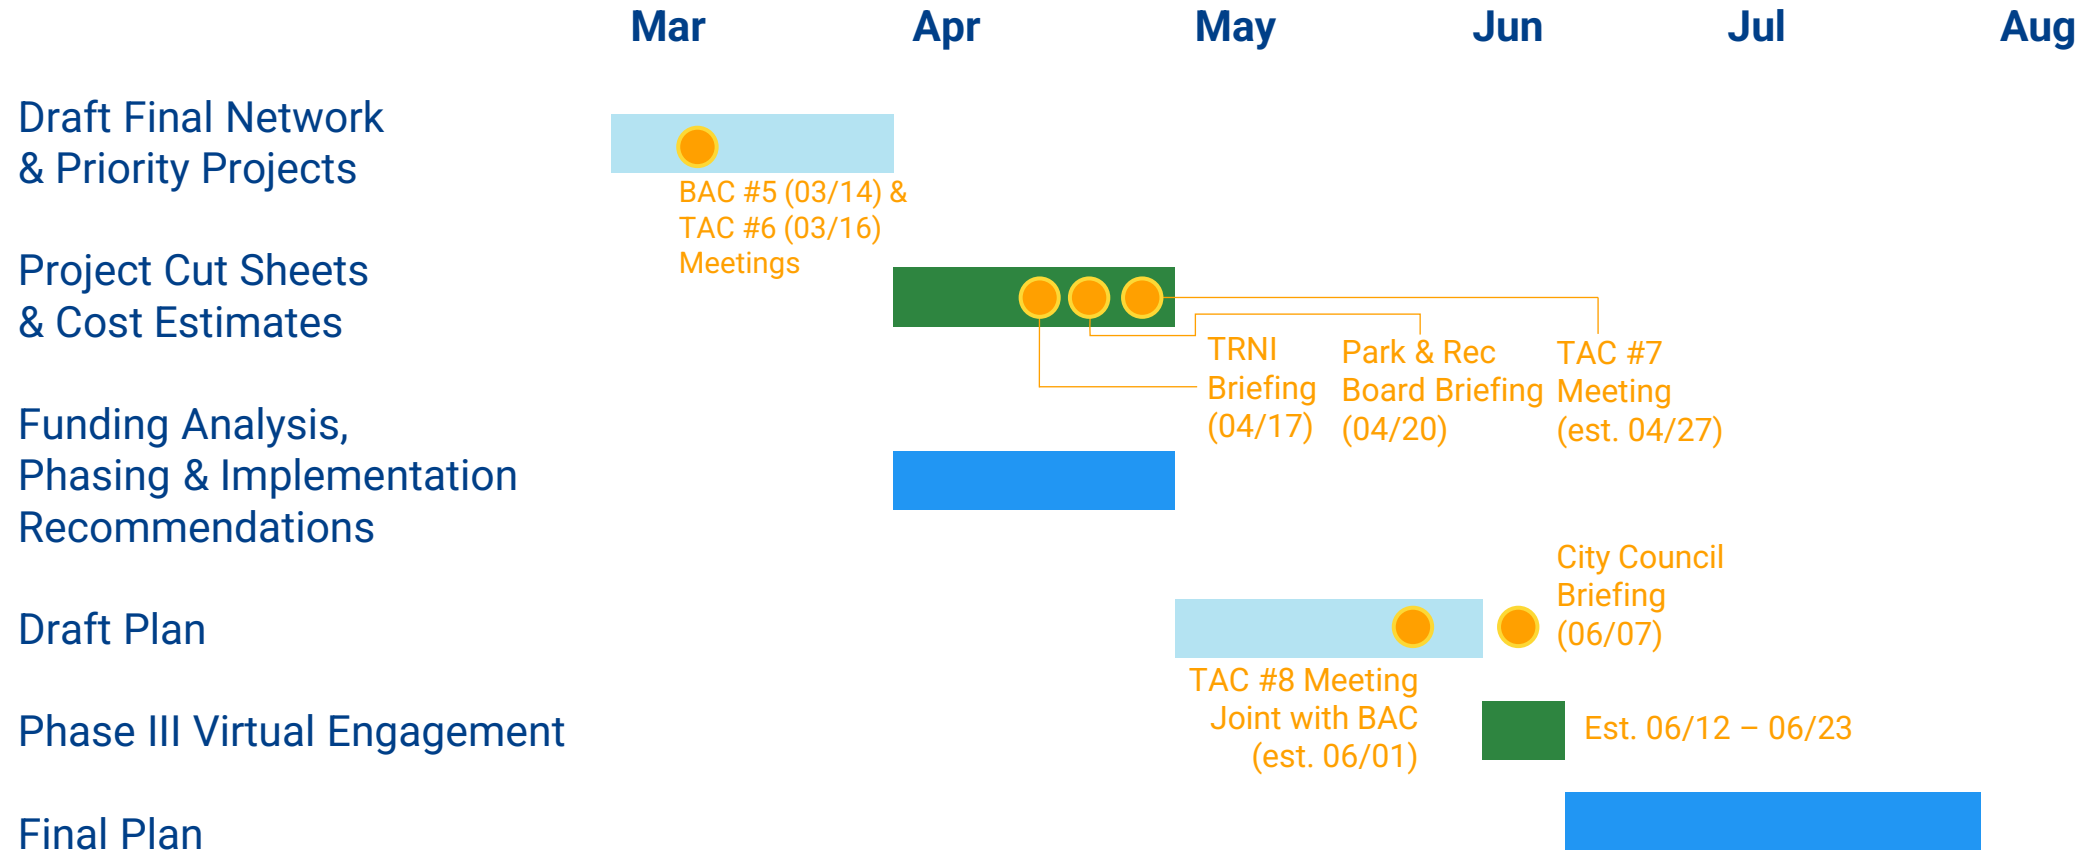 Mar Apr May Jun Jul Aug
Draft Final Network
& Priority Projects
BAC #5 (03/14) &
TAC #6 (03/16)
Meetings
Project Cut Sheets
& Cost Estimates
TRNI
Briefing
(04/17)
Park & Rec
Board Briefing
(04/20)
TAC #7
Meeting
(est. 04/27)
Funding Analysis,
Phasing & Implementation
Recommendations
Draft Plan
City Council
Briefing
(06/07)
TAC #8 Meeting
Joint with BAC
(est. 06/01)
Phase III Virtual Engagement
Est. 06/12 – 06/23
Final Plan